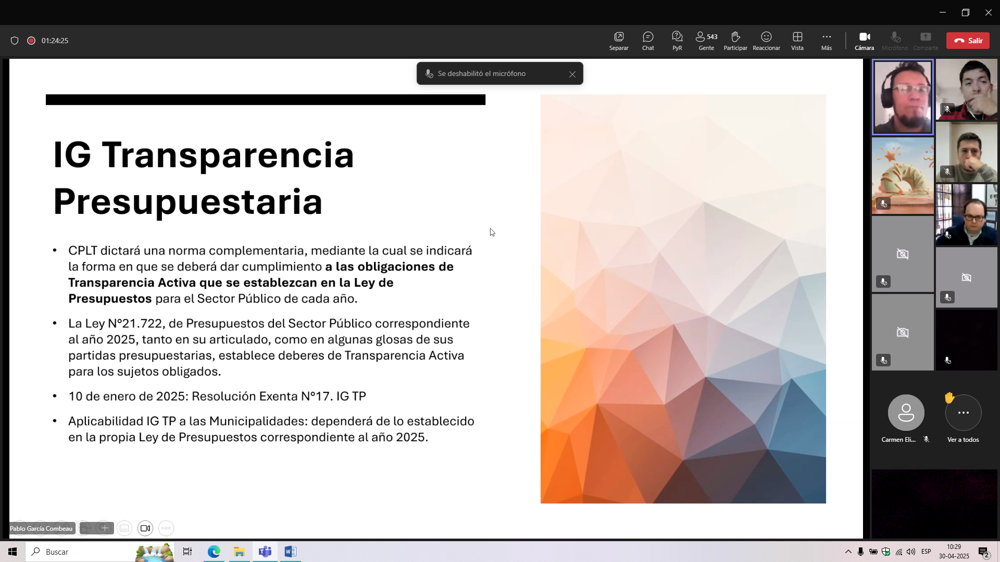 01:24:25
Separar
Chat
PyR
543
Gente
Participar
Reaccionar
Vista
Más
Cámara
Micrófono
Comparte
Salir
Se deshabilitó el micrófono
IG Transparencia
Presupuestaria
• CPLT dictará una norma complementaria, mediante la cual se indicará
la forma en que se deberá dar cumplimiento a las obligaciones de
Transparencia Activa que se establezcan en la Ley de
Presupuestos para el Sector Público de cada año.
• La Ley N°21.722, de Presupuestos del Sector Público correspondiente
al año 2025, tanto en su articulado, como en algunas glosas de sus
partidas presupuestarias, establece deberes de Transparencia Activa
para los sujetos obligados.
• 10 de enero de 2025: Resolución Exenta N°17. IG TP
• Aplicabilidad IG TP a las Municipalidades: dependerá de lo establecido
en la propia Ley de Presupuestos correspondiente al año 2025.
Carmen Eli...
Ver a todos
Pablo García Combeau
Buscar
ESP
10:29
30-04-2025
2